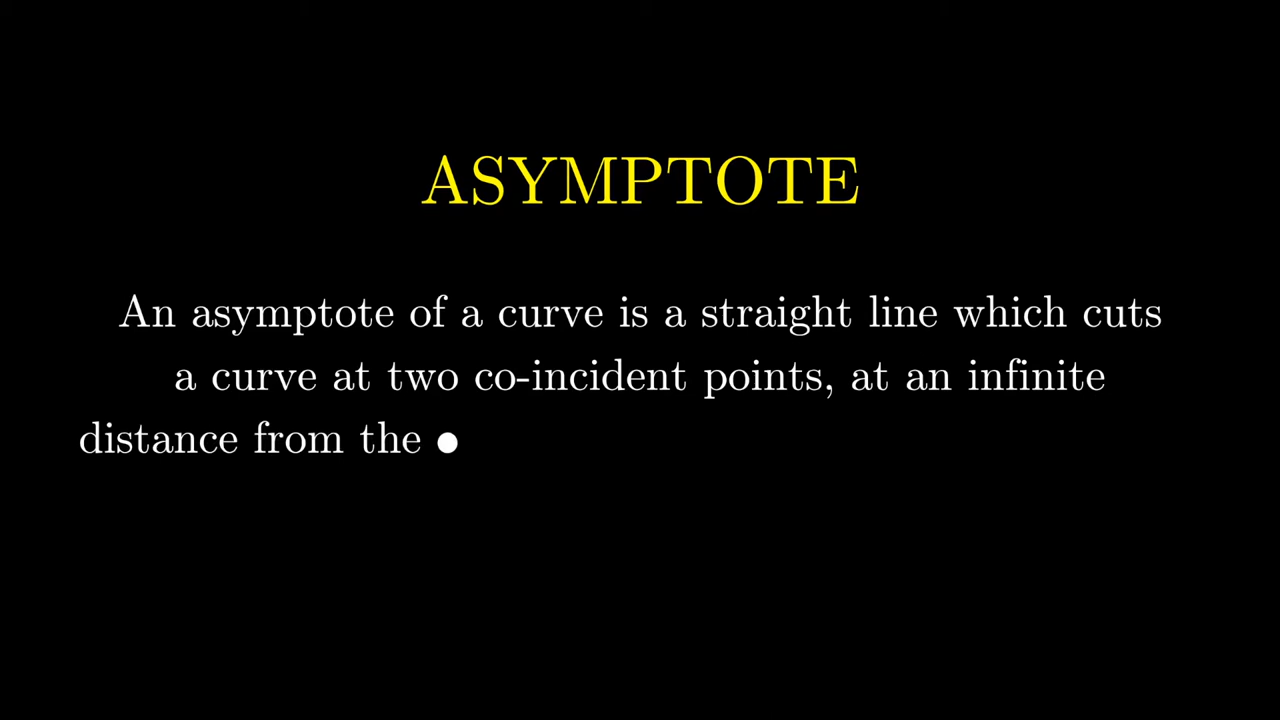 ASYMPTOTE
An asymptote of a curve is a straight line which cuts
a curve at two co-incident points, at an infinite
distance from the